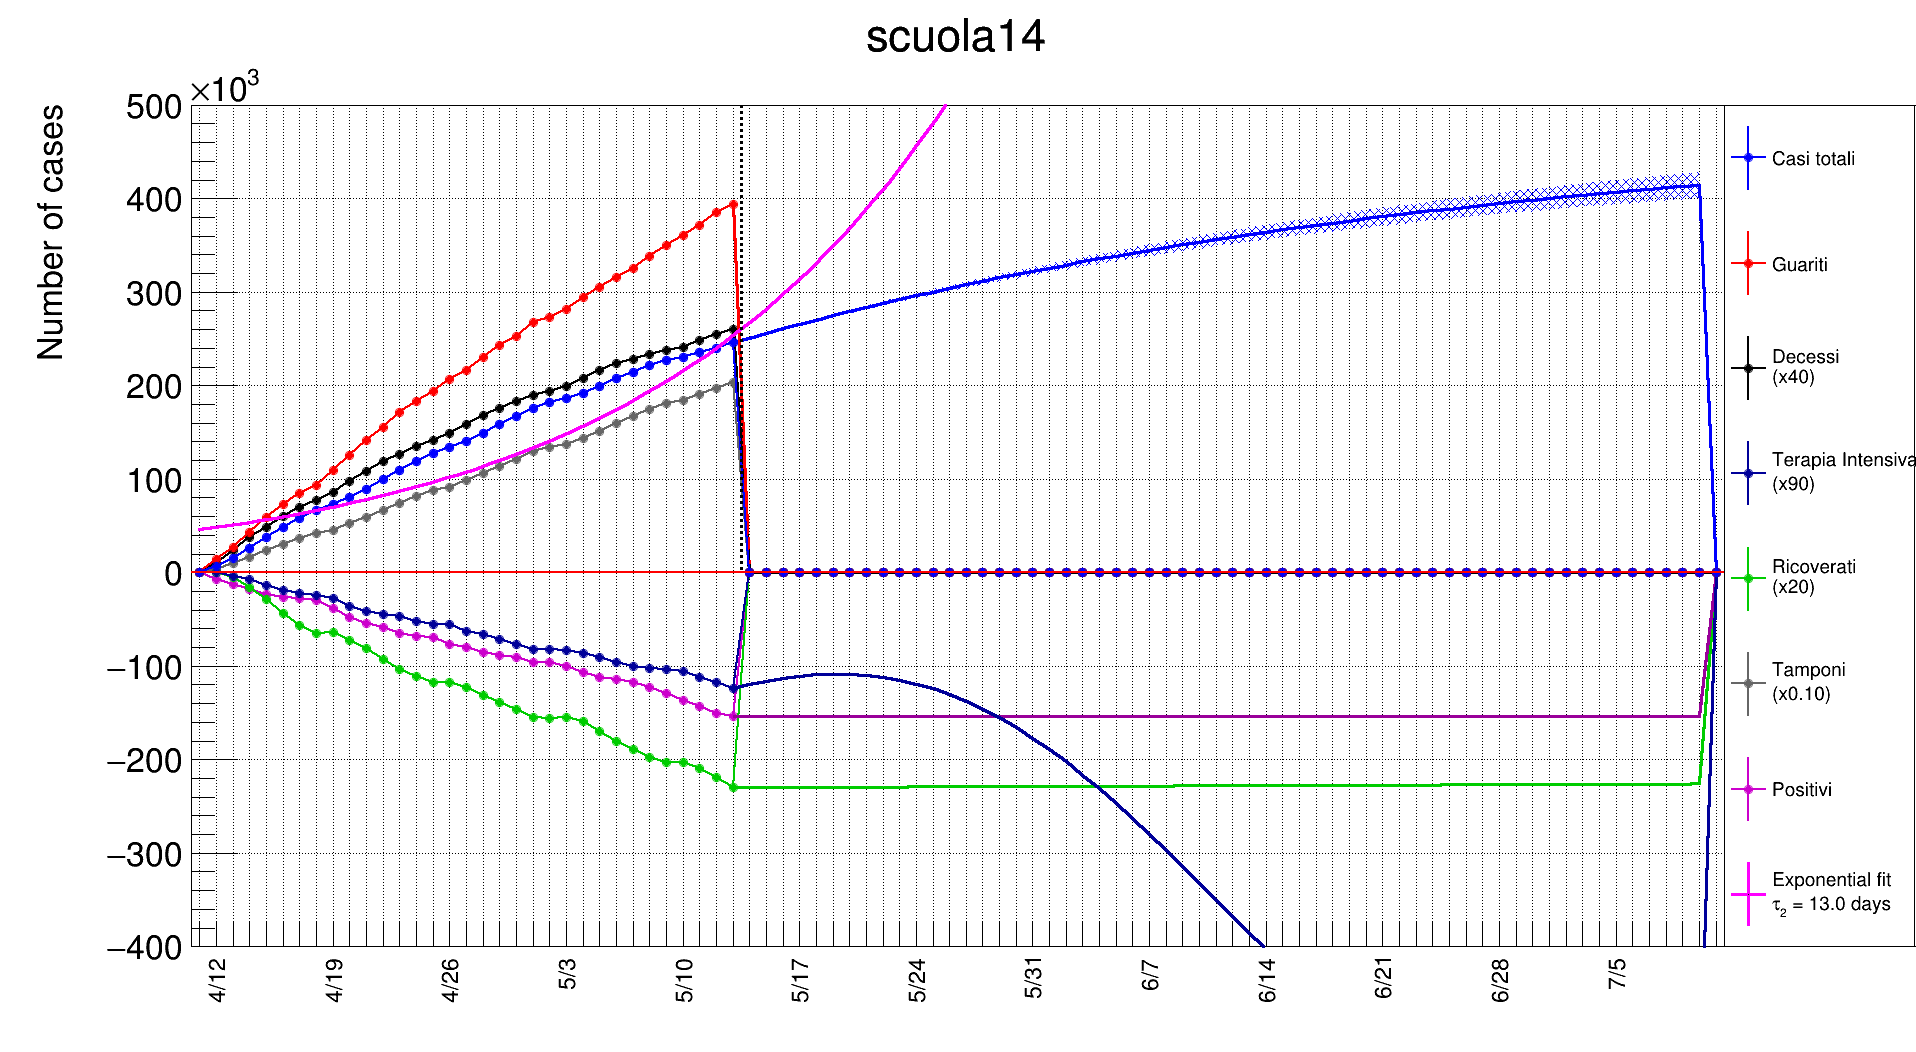 scuola14
×10³
Number of cases
500
400
300
200
100
0
−100
−200
−300
−400
4/12
4/19
4/26
5/3
5/10
5/17
5/24
5/31
6/7
6/14
6/21
6/28
7/5
Casi totali
Guariti
Decessi
(x40)
Terapia Intensiva
(x90)
Ricoverati
(x20)
Tamponi
(x0.10)
Positivi
Exponential fit
τ₂ = 13.0 days